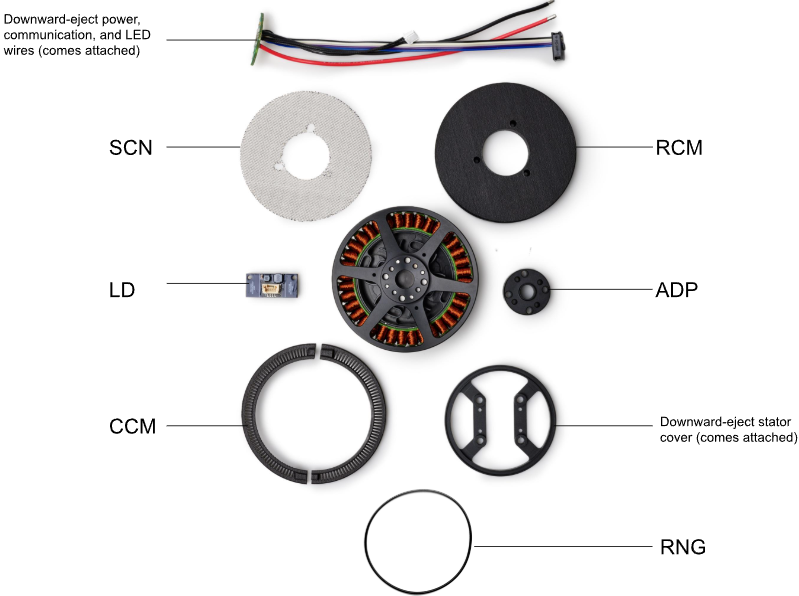 Downward-eject power,
communication, and LED
wires (comes attached)
SCN
RCM
LD
ADP
CCM
Downward-eject stator
cover (comes attached)
RNG